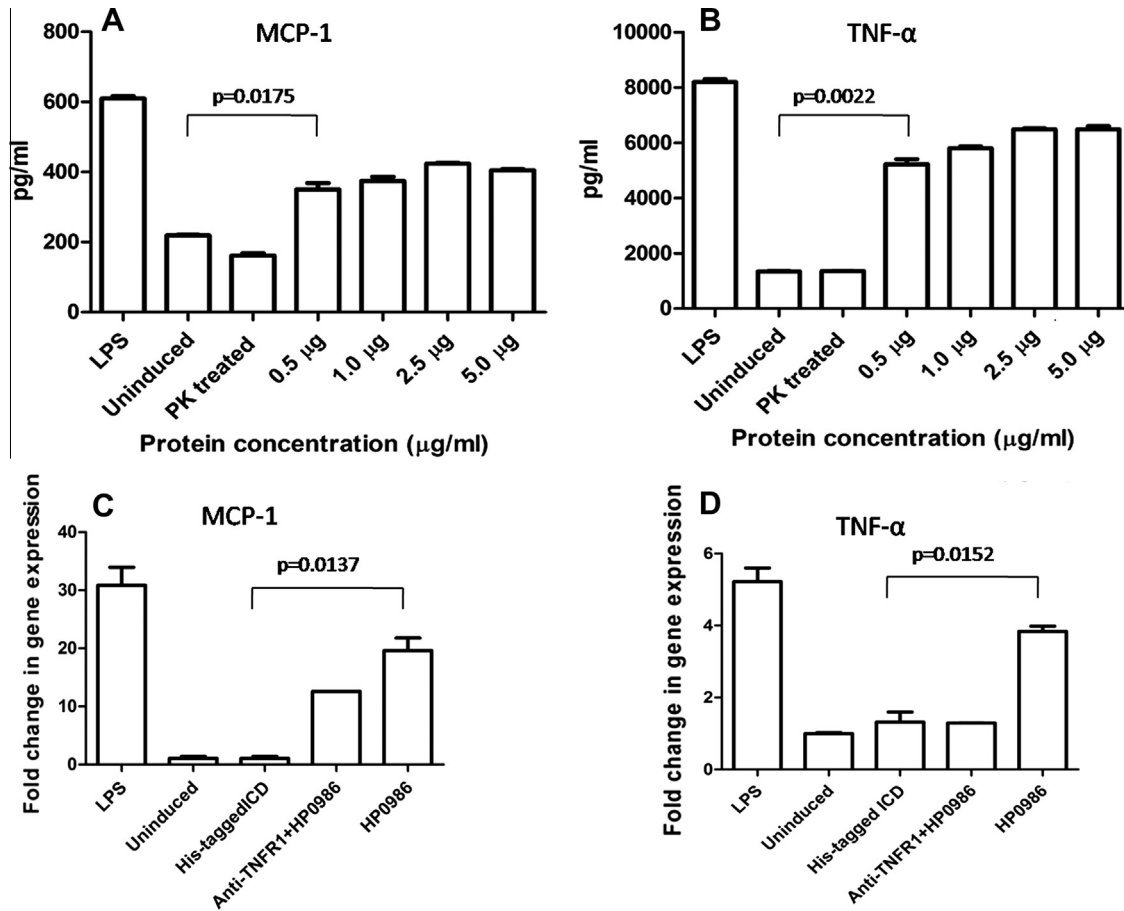 A
MCP-1
800
600
400
200
0
pg/ml
p=0.0175
LPS
Uninduced
PK treated
0.5 µg
1.0 µg
2.5 µg
5.0 µg
Protein concentration (µg/ml)
B
TNF-α
10000
8000
6000
4000
2000
0
pg/ml
p=0.0022
LPS
Uninduced
PK treated
0.5 µg
1.0 µg
2.5 µg
5.0 µg
Protein concentration (µg/ml)
C
MCP-1
40
30
20
10
0
Fold change in gene expression
p=0.0137
LPS
Uninduced
His-taggedICD
Anti-TNFR1+HP0986
HP0986
D
TNF-α
6
4
2
0
Fold change in gene expression
p=0.0152
LPS
Uninduced
His-tagged ICD
Anti-TNFR1+HP0986
HP0986